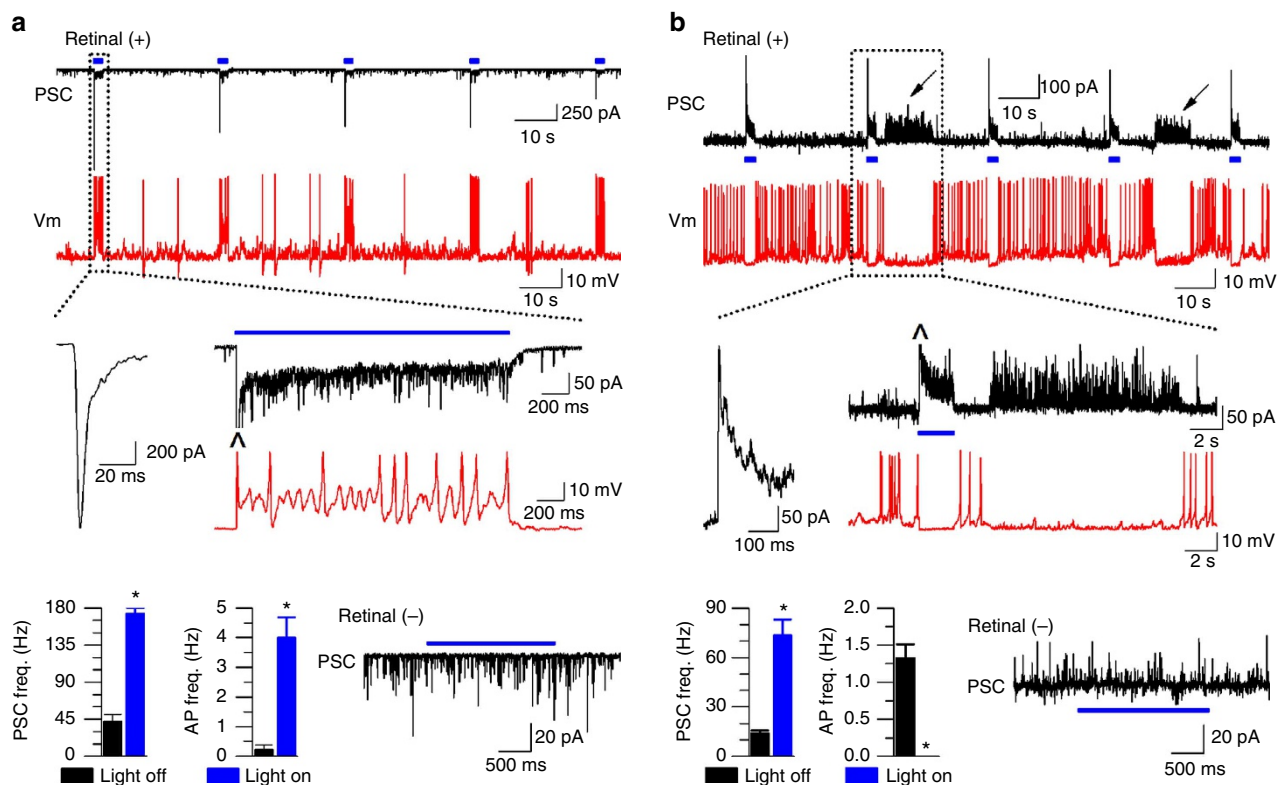 a
Retinal (+)
PSC
250 pA
10 s
Vm
10 mV
10 s
200 pA
20 ms
50 pA
200 ms
^
10 mV
200 ms
PSC freq. (Hz)
180
135
90
45
0
*
AP freq. (Hz)
5
4
3
2
1
0
*
Retinal (–)
PSC
20 pA
500 ms
Light off
Light on
b
Retinal (+)
PSC
100 pA
10 s
Vm
10 mV
10 s
50 pA
100 ms
^
50 pA
2 s
10 mV
2 s
PSC freq. (Hz)
90
60
30
0
*
AP freq. (Hz)
2.0
1.5
1.0
0.5
0.0
*
Retinal (–)
PSC
20 pA
500 ms
Light off
Light on